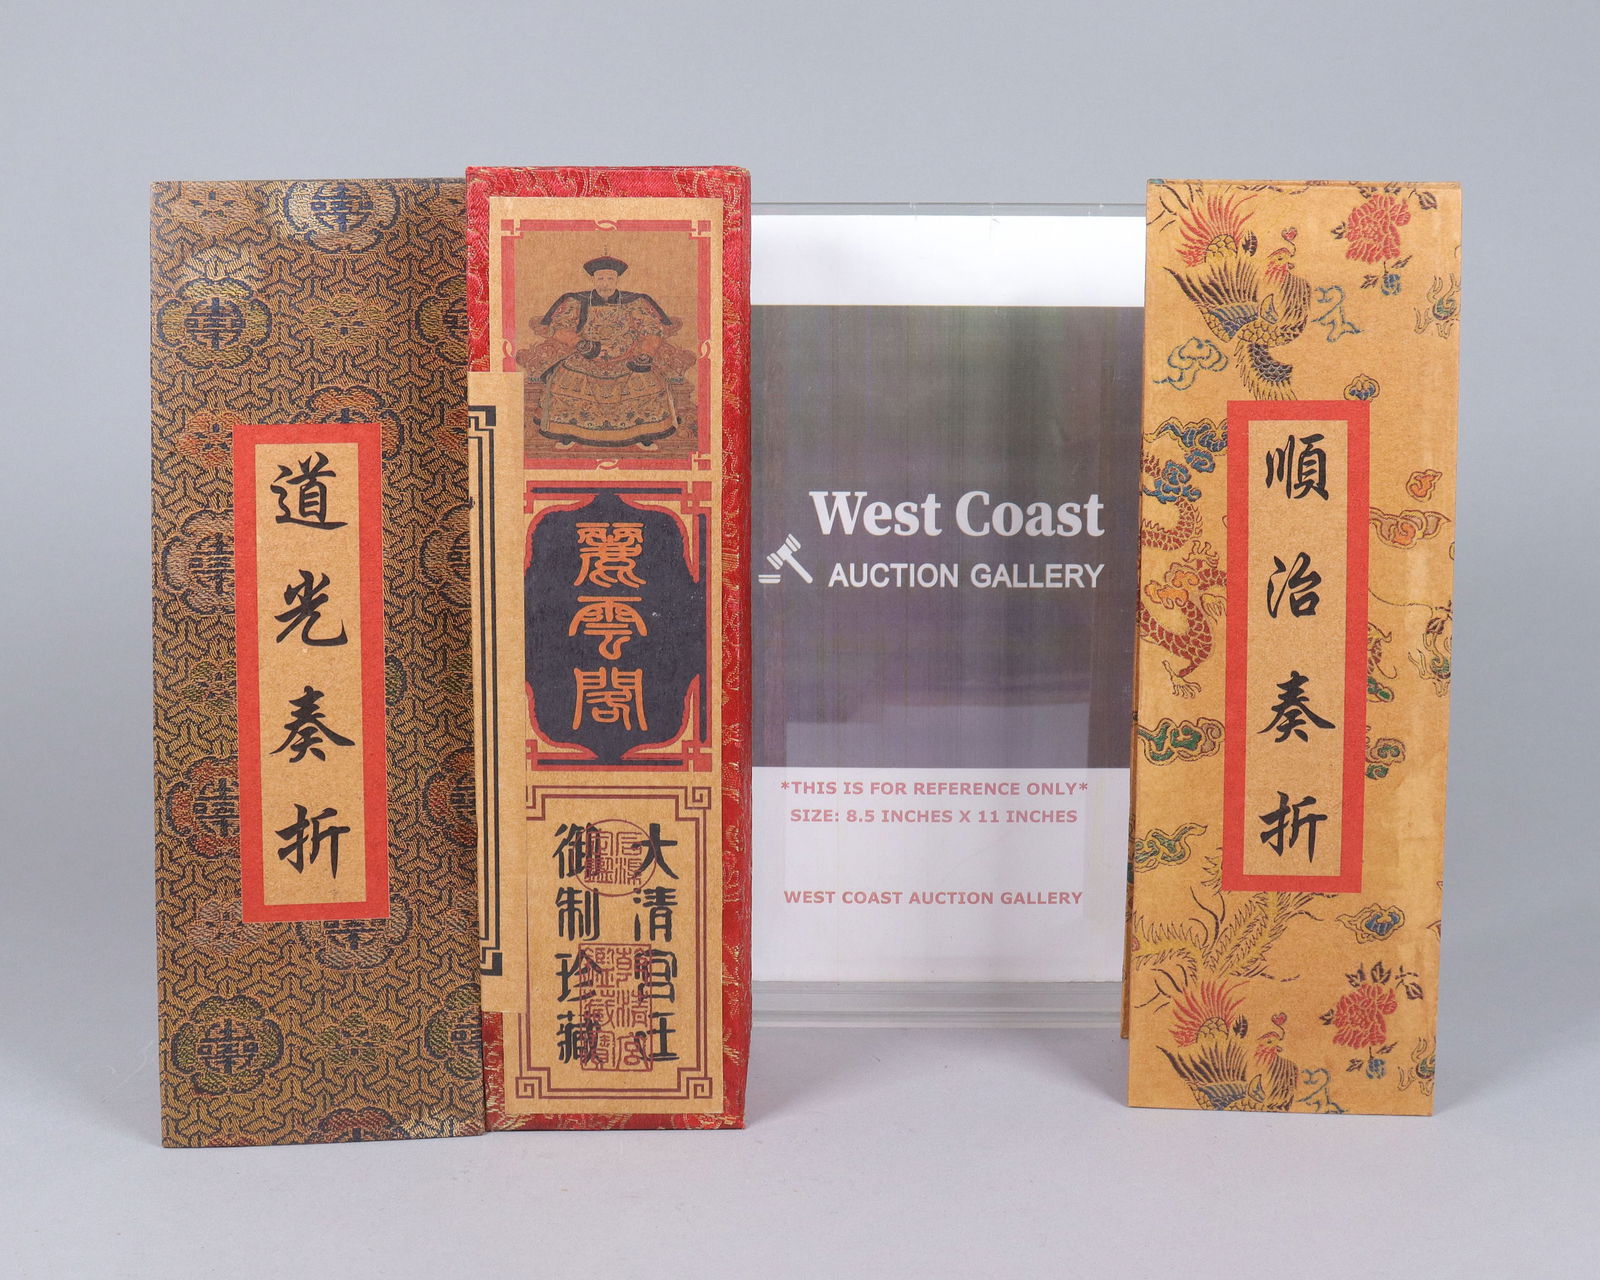 道光奏折
麗雲閣
大清宫廷
御制珍藏
West Coast
AUCTION GALLERY
*THIS IS FOR REFERENCE ONLY*
SIZE: 8.5 INCHES X 11 INCHES
WEST COAST AUCTION GALLERY
順治奏折